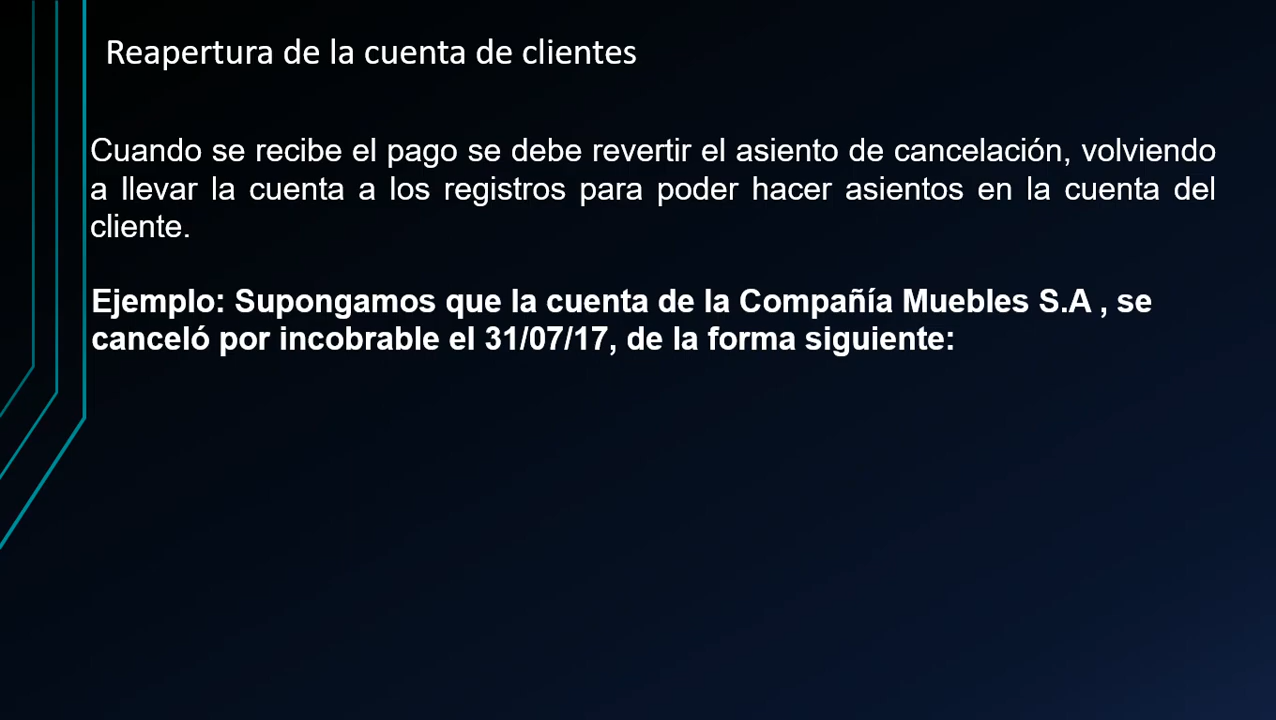 Reapertura de la cuenta de clientes
Cuando se recibe el pago se debe revertir el asiento de cancelación, volviendo
a llevar la cuenta a los registros para poder hacer asientos en la cuenta del
cliente.
Ejemplo: Supongamos que la cuenta de la Compañía Muebles S.A , se
canceló por incobrable el 31/07/17, de la forma siguiente: